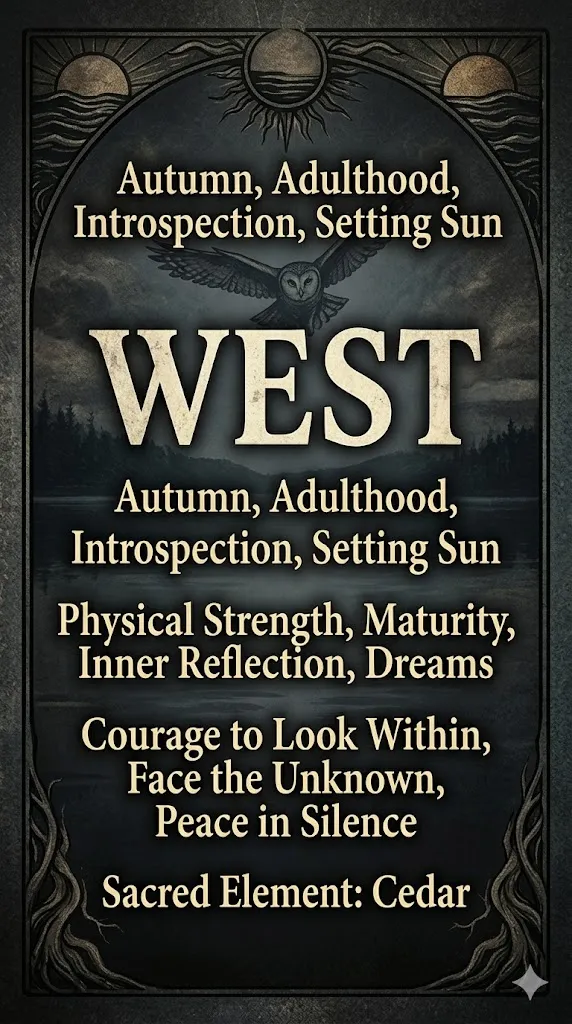 Autumn, Adulthood,
Introspection, Setting Sun
WEST
Autumn, Adulthood,
Introspection, Setting Sun
Physical Strength, Maturity,
Inner Reflection, Dreams
Courage to Look Within,
Face the Unknown,
Peace in Silence
Sacred Element: Cedar